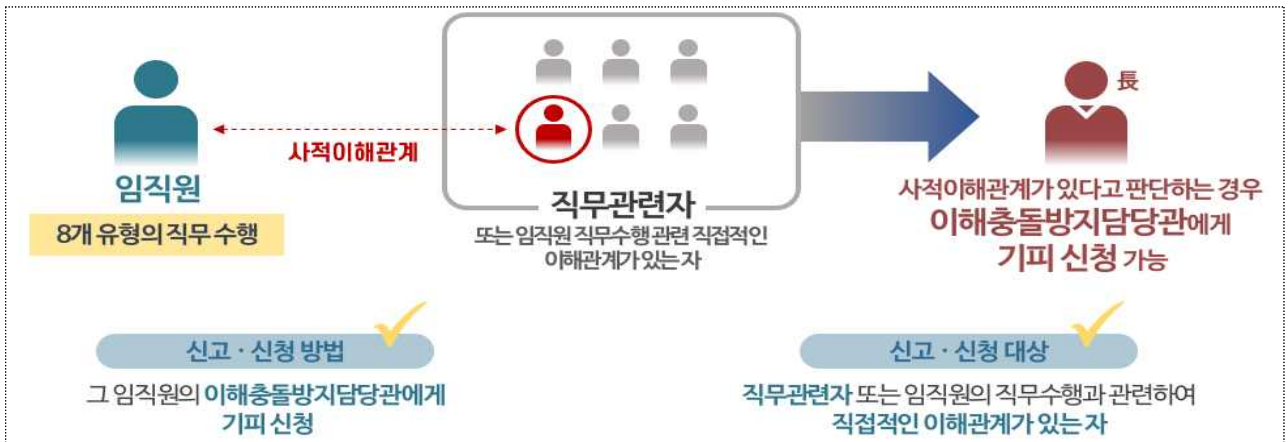 사적이해관계
임직원
8개 유형의 직무 수행
직무관련자
또는 임직원 직무수행 관련 직접적인
이해관계가 있는 자
長
사적이해관계가 있다고 판단하는 경우
이해충돌방지담당관에게
기피 신청 가능
신고 · 신청 방법
그 임직원의 이해충돌방지담당관에게
기피 신청
신고 · 신청 대상
직무관련자 또는 임직원의 직무수행과 관련하여
직접적인 이해관계가 있는 자